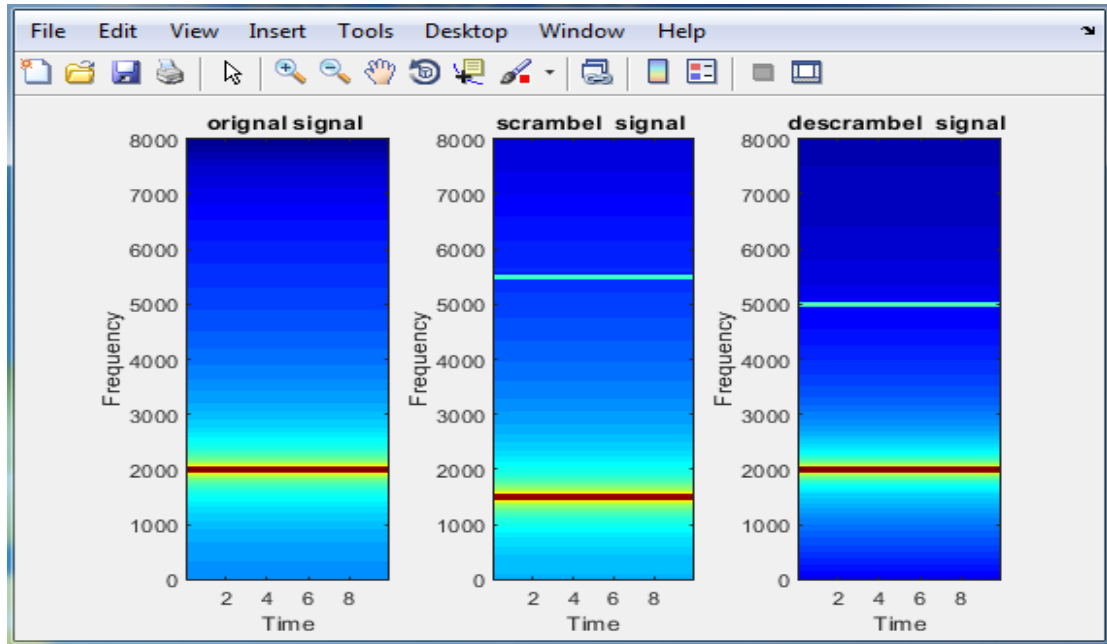 File Edit View Insert Tools Desktop Window Help
orignal signal
8000
7000
6000
5000
4000
3000
2000
1000
0
Frequency
2 4 6 8
Time
scrambel signal
8000
7000
6000
5000
4000
3000
2000
1000
0
Frequency
2 4 6 8
Time
descrambel signal
8000
7000
6000
5000
4000
3000
2000
1000
0
Frequency
2 4 6 8
Time